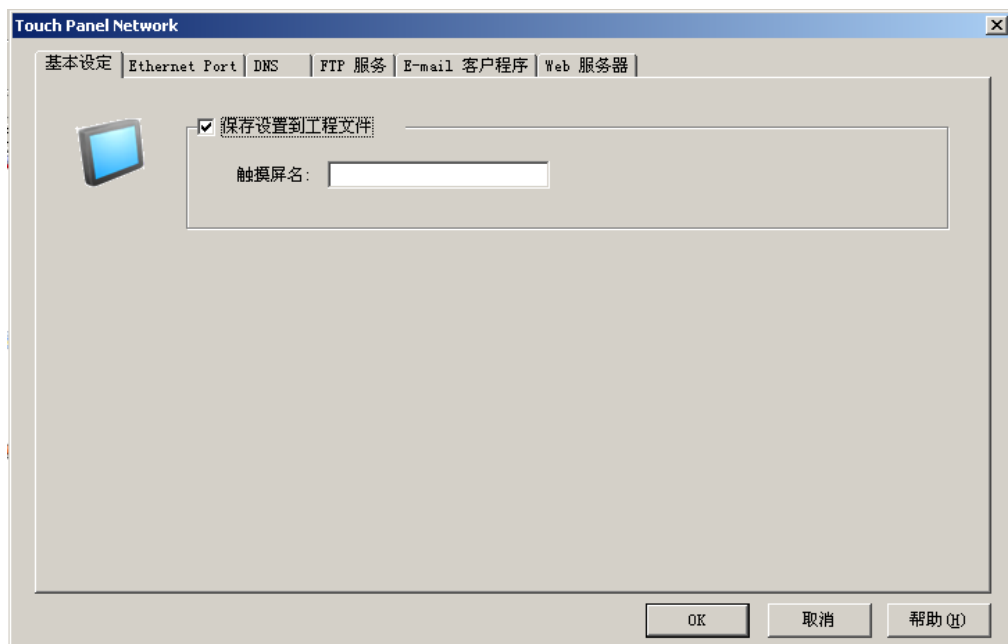 Touch Panel Network
基本设定 Ethernet Port DNS FTP 服务 E-mail 客户程序 Web 服务器
保存设置到工程文件
触摸屏名:
OK 取消 帮助(H)